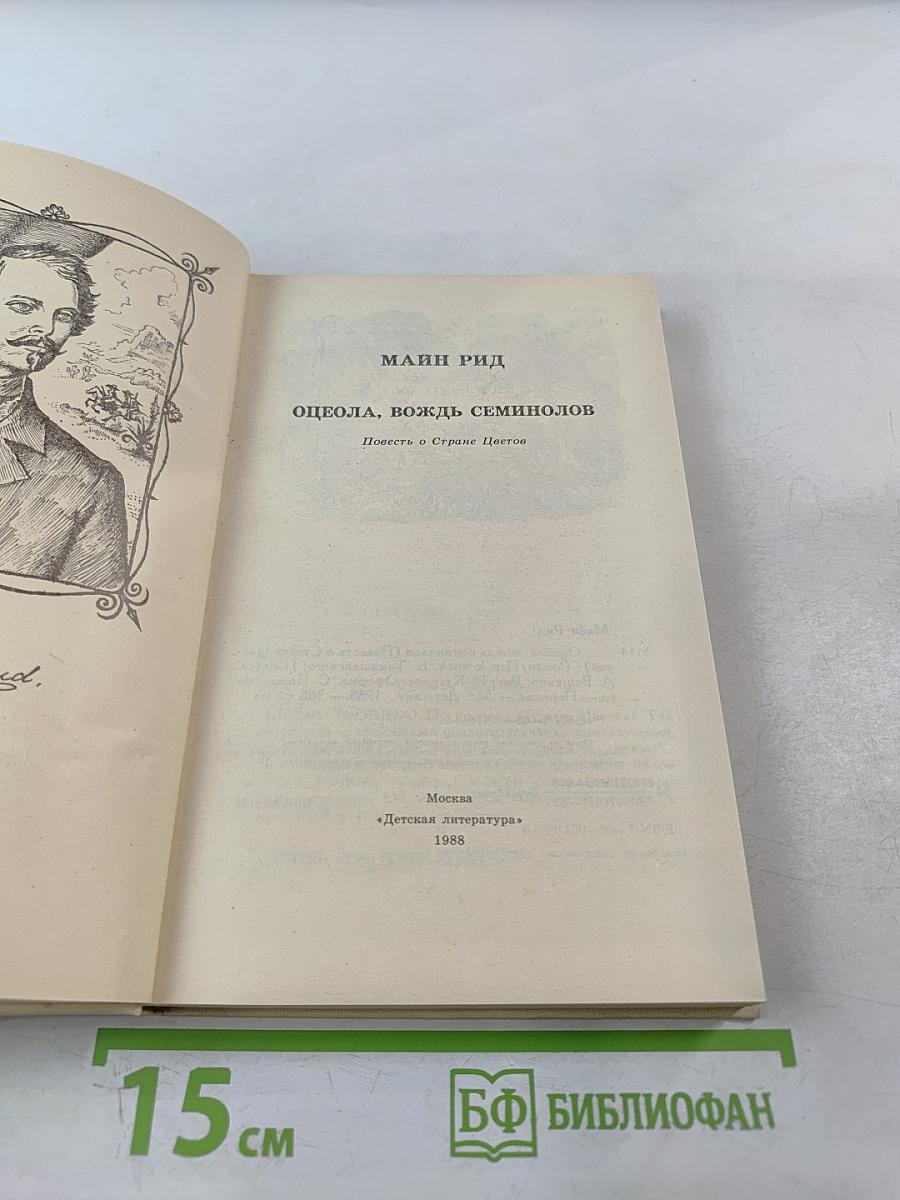 МАЙН РИД
ОЦЕОЛА, ВОЖДЬ СЕМИНОЛОВ
Повесть о Стране Цветов
Москва
«Детская литература»
1988
15 см
БФ БИБЛИОФАН